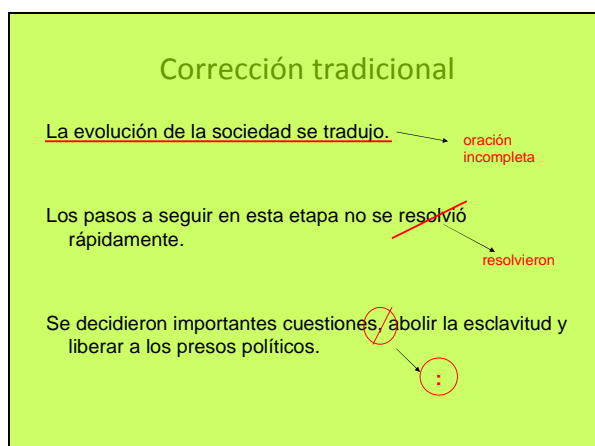 Corrección tradicional
La evolución de la sociedad se tradujo.
oración
incompleta
Los pasos a seguir en esta etapa no se resolvió
rápidamente.
resolvieron
Se decidieron importantes cuestiones, abolir la esclavitud y
liberar a los presos políticos.
: